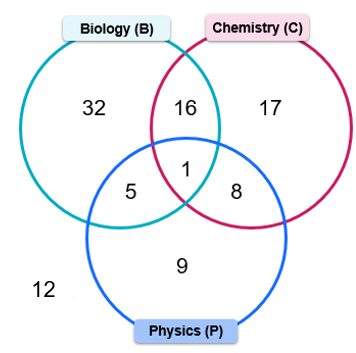 Biology (B)
Chemistry (C)
32
16
17
1
5
8
9
12
Physics (P)